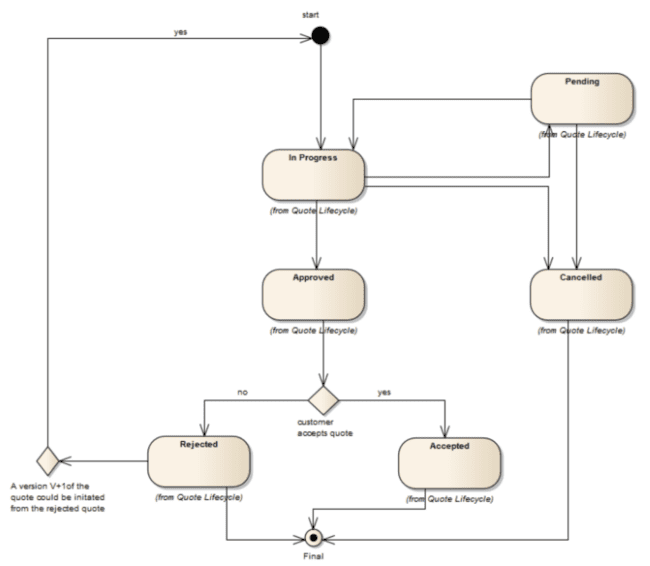 start
yes
Pending
(from Quote Lifecycle)
In Progress
(from Quote Lifecycle)
Approved
(from Quote Lifecycle)
Cancelled
(from Quote Lifecycle)
no
yes
customer
accepts quote
Rejected
(from Quote Lifecycle)
Accepted
(from Quote Lifecycle)
A version V+1of the
quote could be initated
from the rejected quote
Final